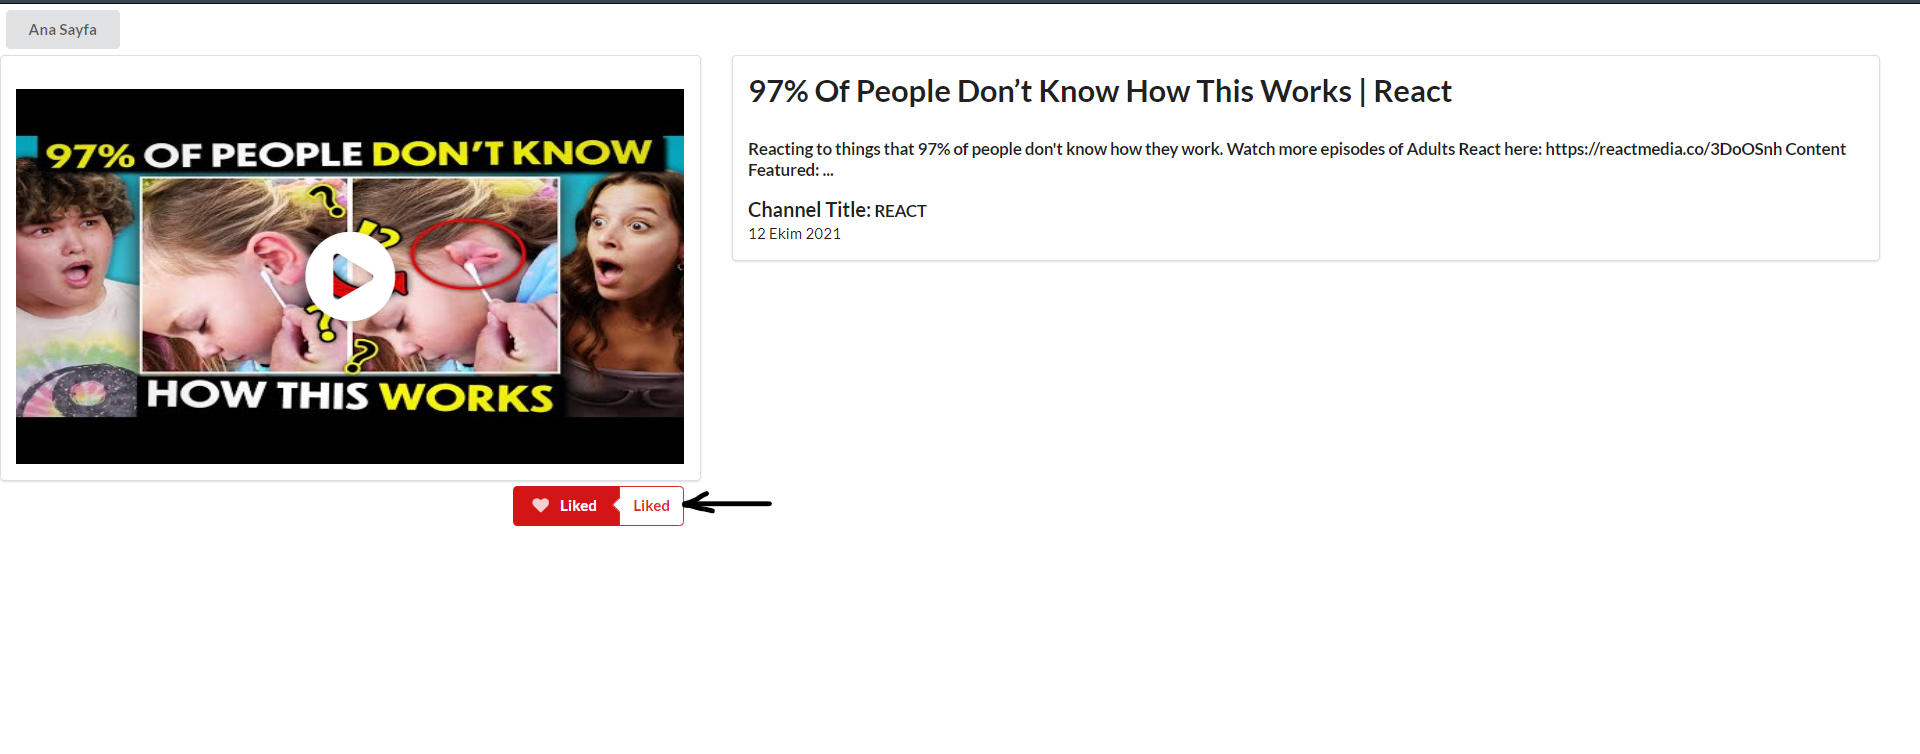 Ana Sayfa
97% OF PEOPLE DON'T KNOW
?
!?
?
?
HOW THIS WORKS
Liked
Liked
97% Of People Don’t Know How This Works | React
Reacting to things that 97% of people don't know how they work. Watch more episodes of Adults React here: https://reactmedia.co/3DoOSnh Content
Featured: ...
Channel Title: REACT
12 Ekim 2021